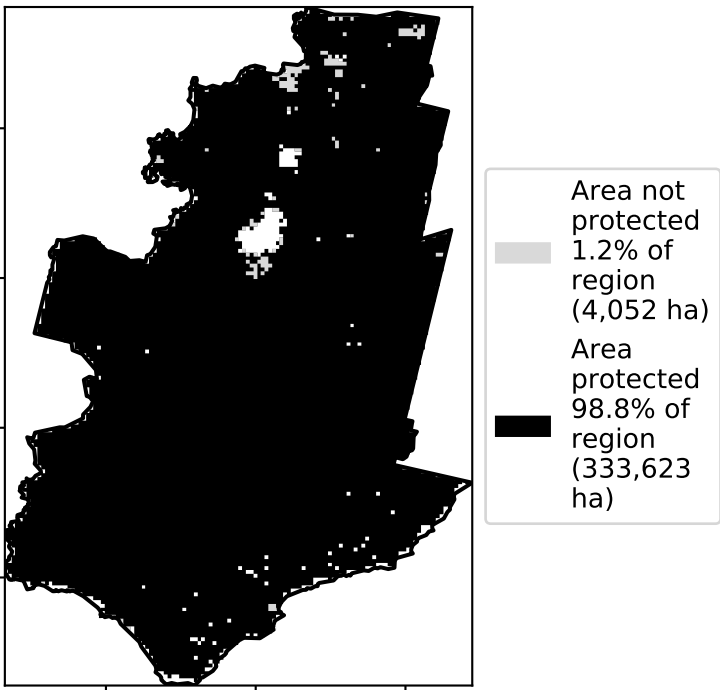 Area not
protected
1.2% of
region
(4,052 ha)
Area
protected
98.8% of
region
(333,623
ha)